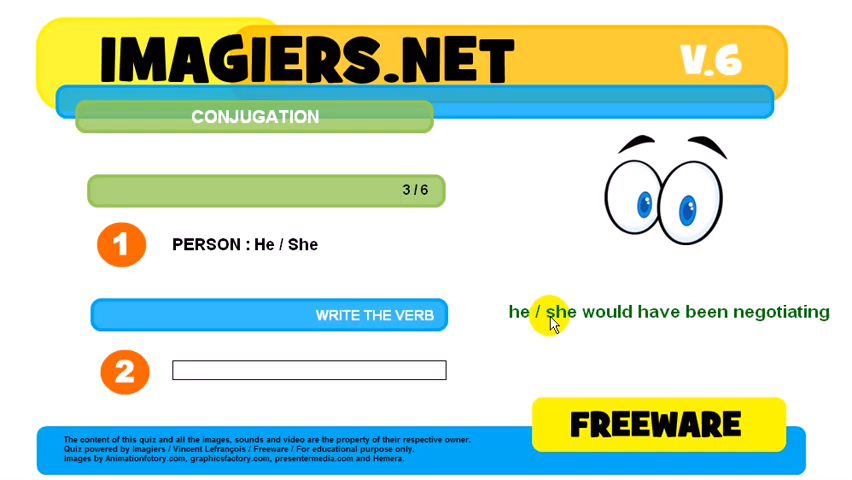 IMAGIERS.NET
V.6
CONJUGATION
3 / 6
1
PERSON : He / She
WRITE THE VERB
he / she would have been negotiating
2
FREEWARE
The content of this quiz and all the images, sounds and video are the property of their respective owner.
Quiz powered by Imagiers / Vincent Lefrançois / Freeware / For educational purpose only.
Images by Animationfotory.com, graphicsfactory.com, presentermedia.com and Hemera.